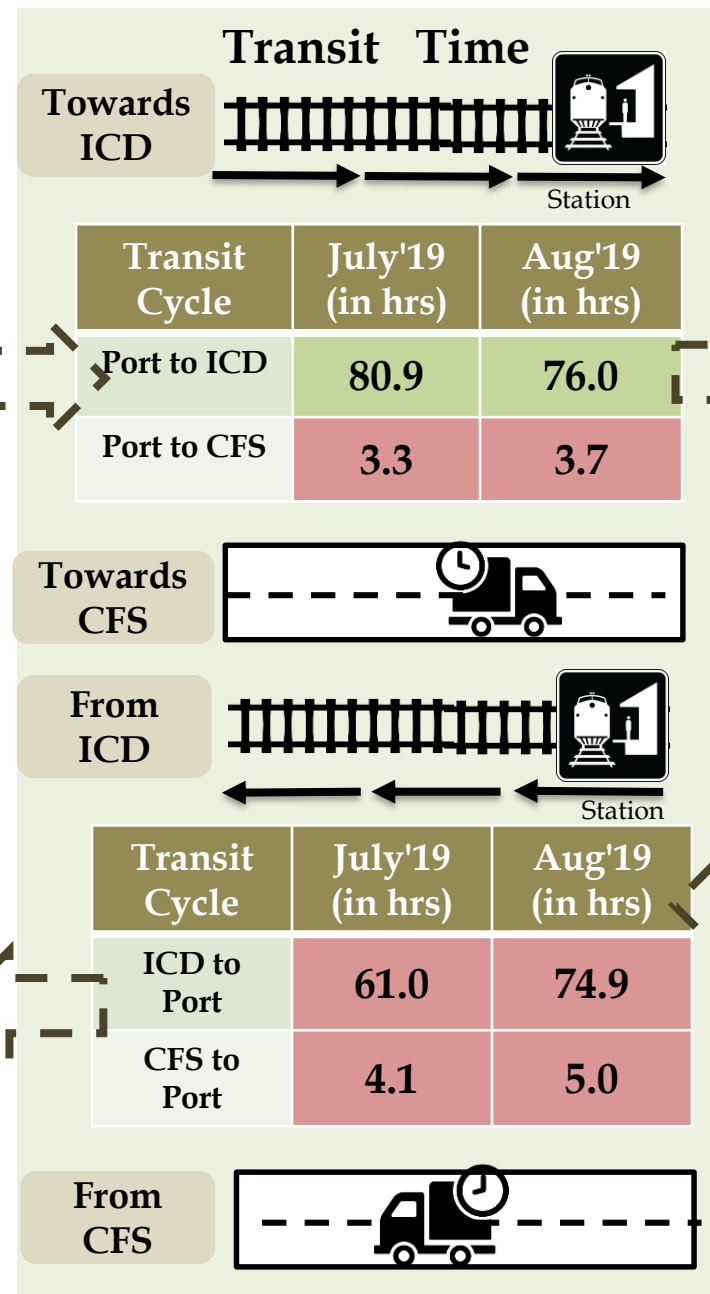 Transit Time
Towards
ICD
Station
Transit
Cycle
July'19
(in hrs)
Aug'19
(in hrs)
Port to ICD
80.9
76.0
Port to CFS
3.3
3.7
Towards
CFS
From
ICD
Station
Transit
Cycle
July'19
(in hrs)
Aug'19
(in hrs)
ICD to
Port
61.0
74.9
CFS to
Port
4.1
5.0
From
CFS